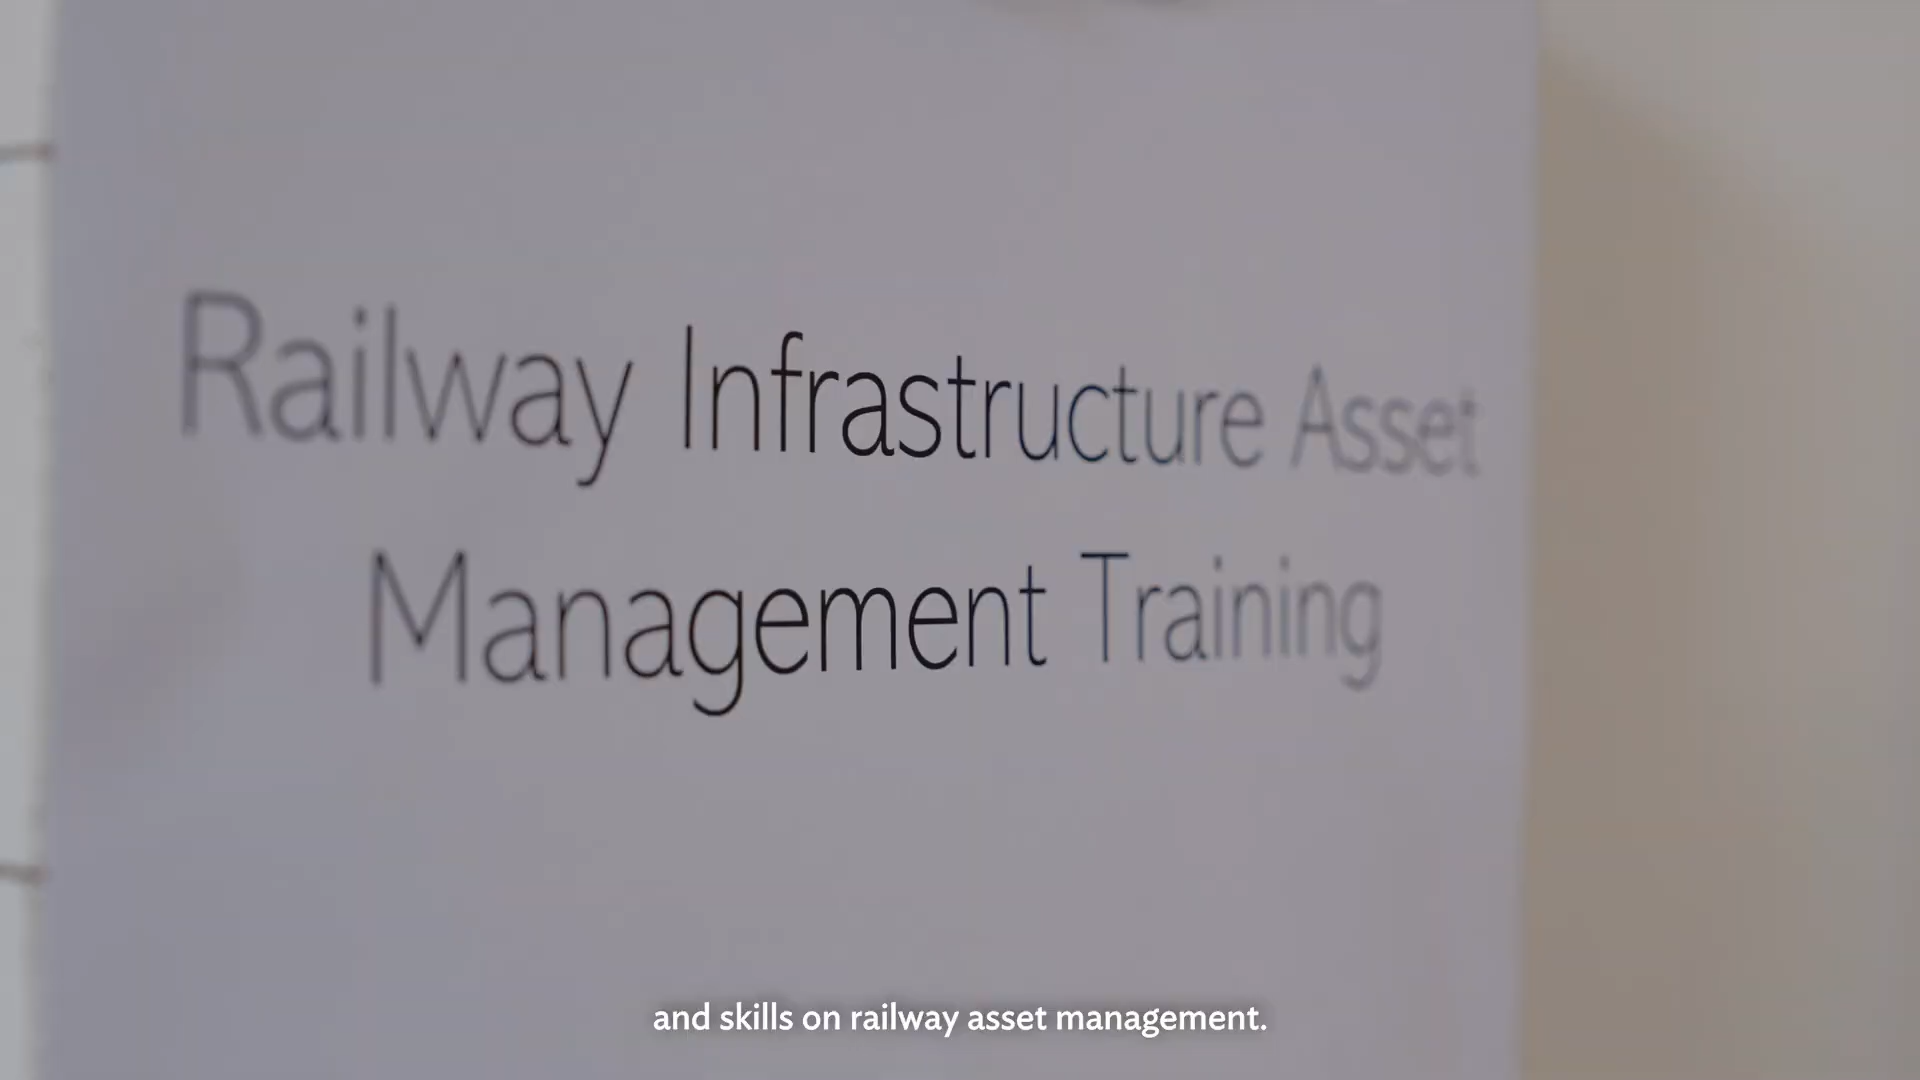 Railway Infrastructure Asset
Management Training
and skills on railway asset management.